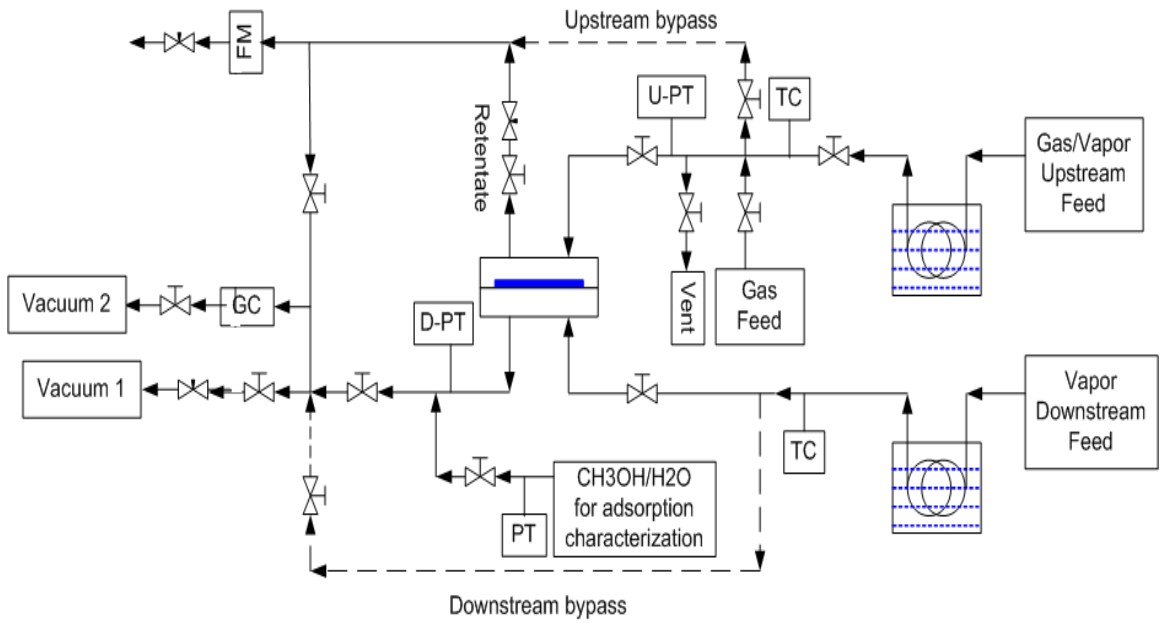 Upstream bypass
FM
U-PT
TC
Retentate
Gas/Vapor
Upstream
Feed
Vent
Gas
Feed
Vacuum 2
GC
D-PT
Vacuum 1
Vapor
Downstream
Feed
TC
CH3OH/H2O
for adsorption
characterization
PT
Downstream bypass